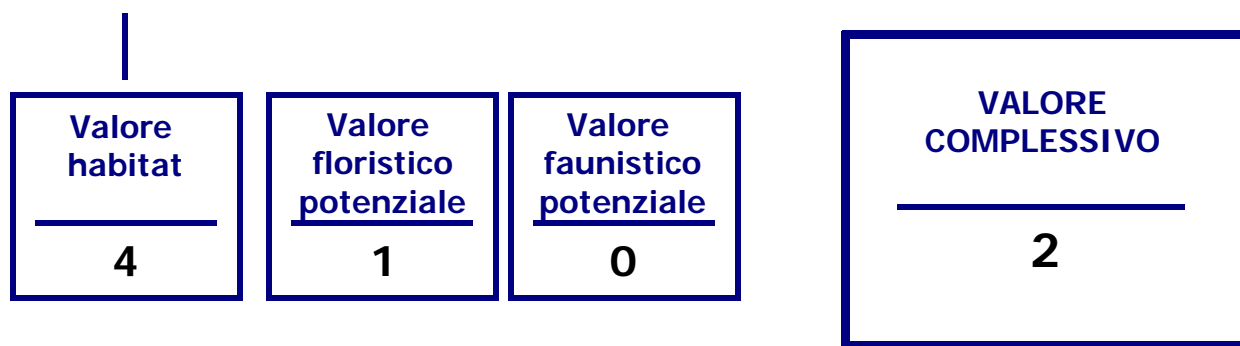 Valore
habitat
4
Valore
floristico
potenziale
1
Valore
faunistico
potenziale
0
VALORE
COMPLESSIVO
2